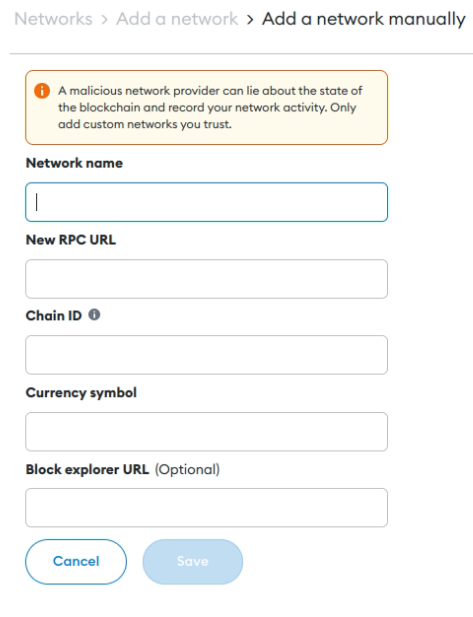 Networks > Add a network > Add a network manually
A malicious network provider can lie about the state of
the blockchain and record your network activity. Only
add custom networks you trust.
Network name
New RPC URL
Chain ID
Currency symbol
Block explorer URL (Optional)
Cancel
Save